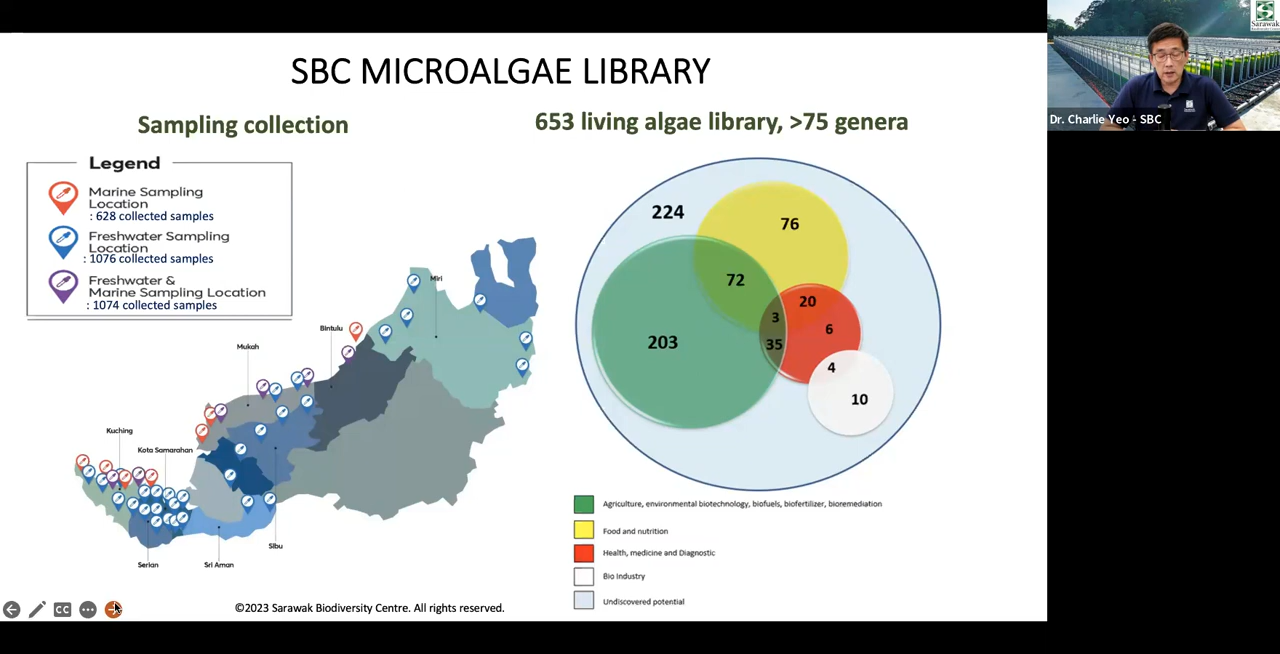 SBC MICROALGAE LIBRARY
Sampling collection
653 living algae library, >75 genera
Legend
Marine Sampling
Location
: 628 collected samples
Freshwater Sampling
Location
: 1076 collected samples
Freshwater &
Marine Sampling Location
: 1074 collected samples
Miri
Bintulu
Mukah
Kuching
Kota Samarahan
Sibu
Serian
Sri Aman
224
76
72
20
3
6
203
35
4
10
Agriculture, environmental biotechnology, biofuels, biofertilizer, bioremediation
Food and nutrition
Health, medicine and Diagnostic
Bio Industry
Undiscovered potential
CC
©2023 Sarawak Biodiversity Centre. All rights reserved.
Sarawak
Dr. Charlie Yeo - SBC